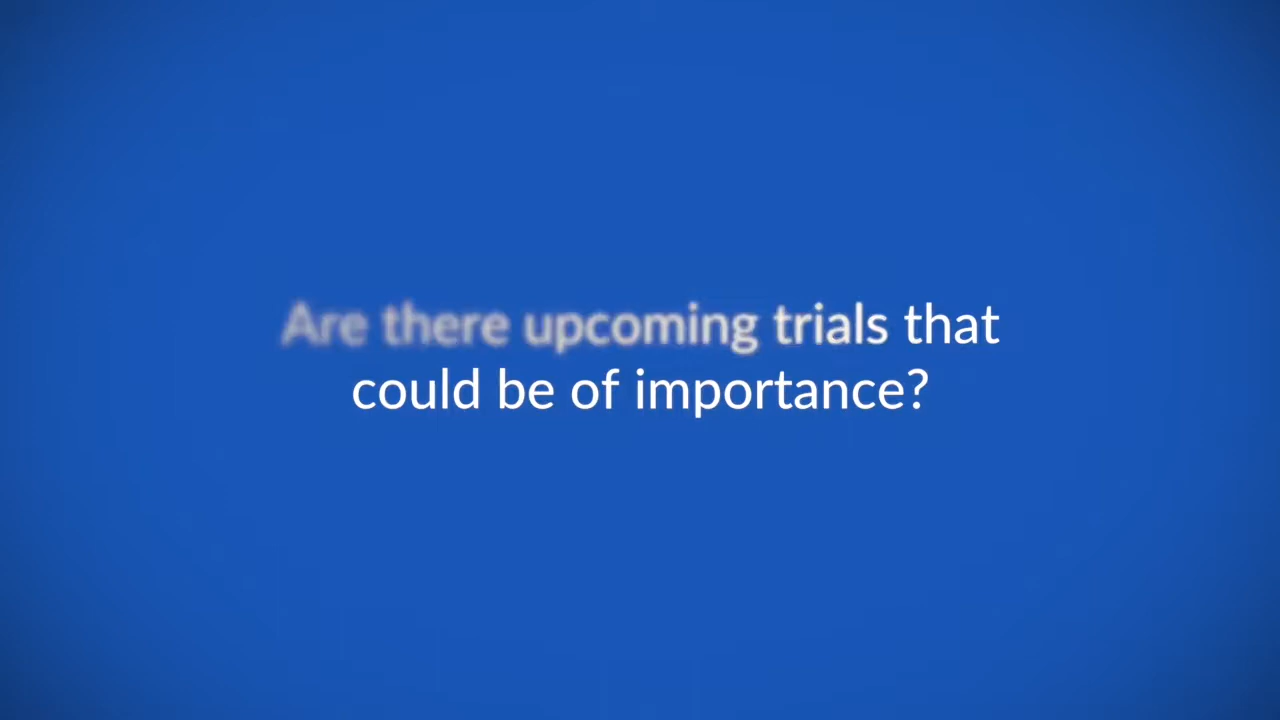 Are there upcoming trials that
could be of importance?